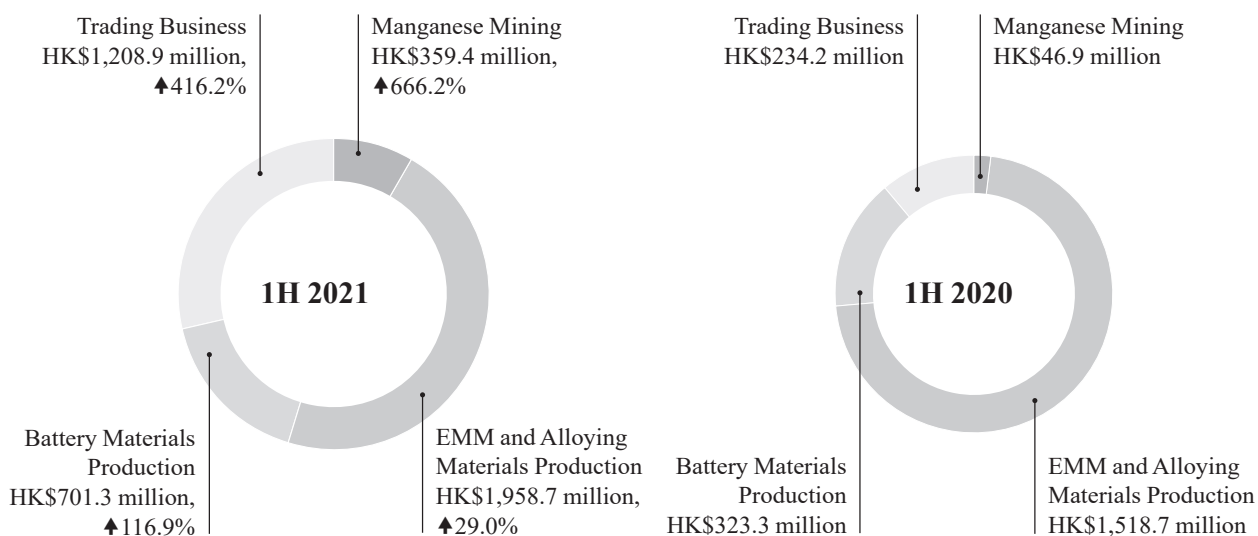 Trading Business
HK$1,208.9 million,
🡅416.2%
Manganese Mining
HK$359.4 million,
🡅666.2%
1H 2021
Battery Materials
Production
HK$701.3 million,
🡅116.9%
EMM and Alloying
Materials Production
HK$1,958.7 million,
🡅29.0%
Trading Business
HK$234.2 million
Manganese Mining
HK$46.9 million
1H 2020
Battery Materials
Production
HK$323.3 million
EMM and Alloying
Materials Production
HK$1,518.7 million